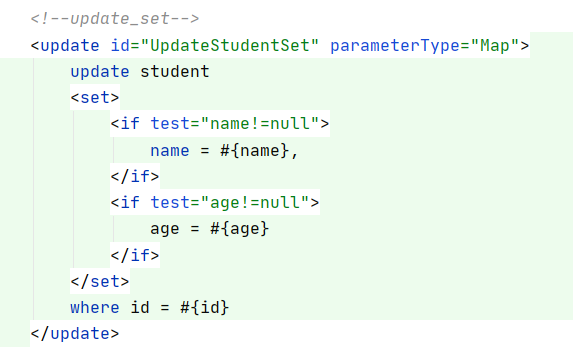 <!--update_set-->
<update id="UpdateStudentSet" parameterType="Map">
    update student
    <set>
        <if test="name!=null">
            name = #{name},
        </if>
        <if test="age!=null">
            age = #{age}
        </if>
    </set>
    where id = #{id}
</update>